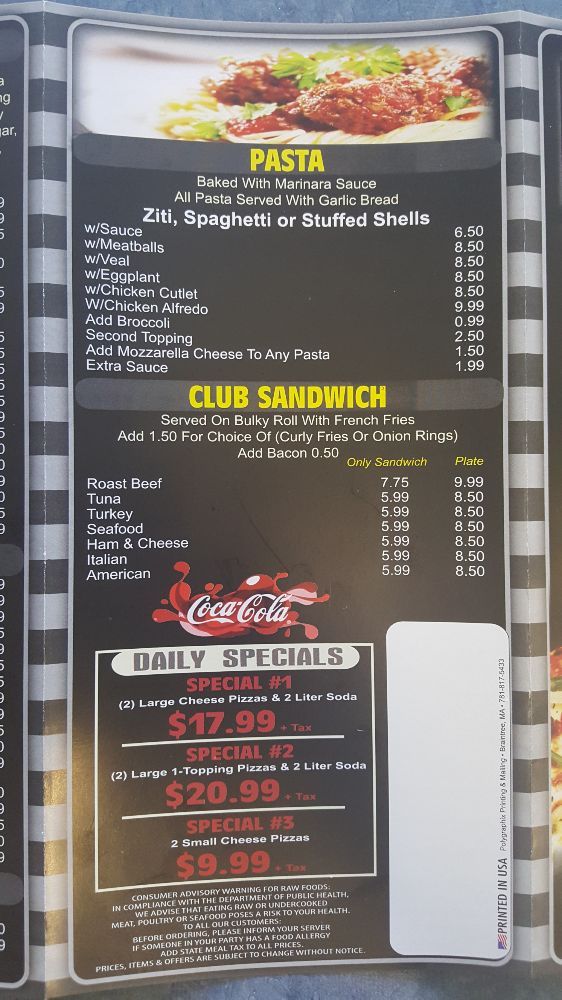 PASTA
Baked With Marinara Sauce
All Pasta Served With Garlic Bread
Ziti, Spaghetti or Stuffed Shells
w/Sauce 6.50
w/Meatballs 8.50
w/Veal 8.50
w/Eggplant 8.50
w/Chicken Cutlet 8.50
W/Chicken Alfredo 9.99
Add Broccoli 0.99
Second Topping 2.50
Add Mozzarella Cheese To Any Pasta 1.50
Extra Sauce 1.99
CLUB SANDWICH
Served On Bulky Roll With French Fries
Add 1.50 For Choice Of (Curly Fries Or Onion Rings)
Add Bacon 0.50
Only Sandwich Plate
Roast Beef 7.75 9.99
Tuna 5.99 8.50
Turkey 5.99 8.50
Seafood 5.99 8.50
Ham & Cheese 5.99 8.50
Italian 5.99 8.50
American 5.99 8.50
Coca-Cola
DAILY SPECIALS
SPECIAL #1
(2) Large Cheese Pizzas & 2 Liter Soda
$17.99 + Tax
SPECIAL #2
(2) Large 1-Topping Pizzas & 2 Liter Soda
$20.99 + Tax
SPECIAL #3
2 Small Cheese Pizzas
$9.99 + Tax
CONSUMER ADVISORY WARNING FOR RAW FOODS:
IN COMPLIANCE WITH THE DEPARTMENT OF PUBLIC HEALTH,
WE ADVISE THAT EATING RAW OR UNDERCOOKED
MEAT, POULTRY OR SEAFOOD POSES A RISK TO YOUR HEALTH.
TO ALL OUR CUSTOMERS:
BEFORE ORDERING, PLEASE INFORM YOUR SERVER
IF SOMEONE IN YOUR PARTY HAS A FOOD ALLERGY
ADD STATE MEAL TAX TO ALL PRICES.
PRICES, ITEMS & OFFERS ARE SUBJECT TO CHANGE WITHOUT NOTICE.
PRINTED IN USA Polygraphix Printing & Mailing • Braintree, MA • 781-817-5433